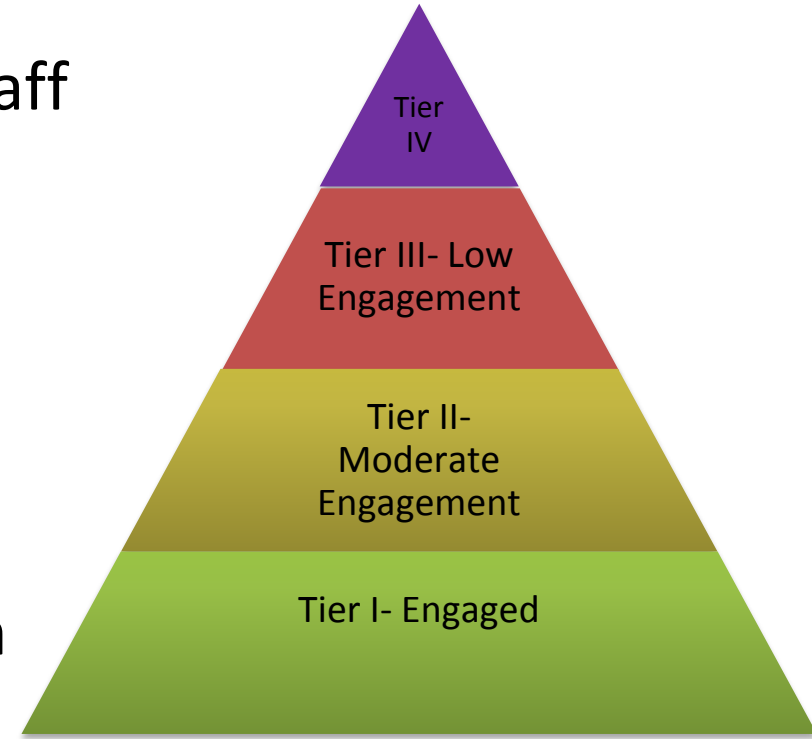 aff
Tier
IV
Tier III- Low
Engagement
Tier II-
Moderate
Engagement
Tier I- Engaged